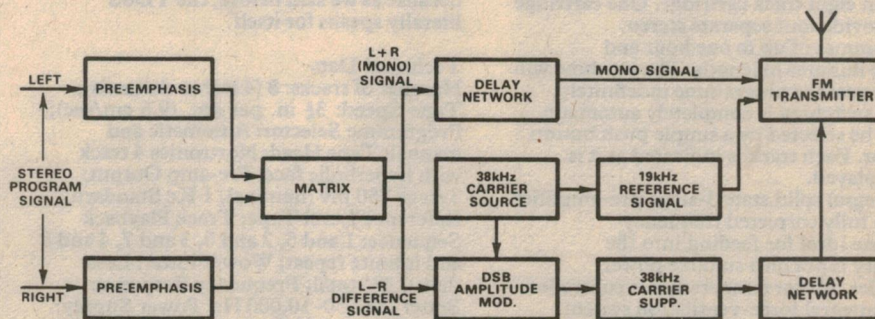 LEFT
PRE-EMPHASIS
L+R
(MONO)
SIGNAL
DELAY
NETWORK
MONO SIGNAL
FM
TRANSMITTER
STEREO
PROGRAM
SIGNAL
MATRIX
38kHz
CARRIER
SOURCE
19kHz
REFERENCE
SIGNAL
RIGHT
PRE-EMPHASIS
L–R
DIFFERENCE
SIGNAL
DSB
AMPLITUDE
MOD.
38kHz
CARRIER
SUPP.
DELAY
NETWORK